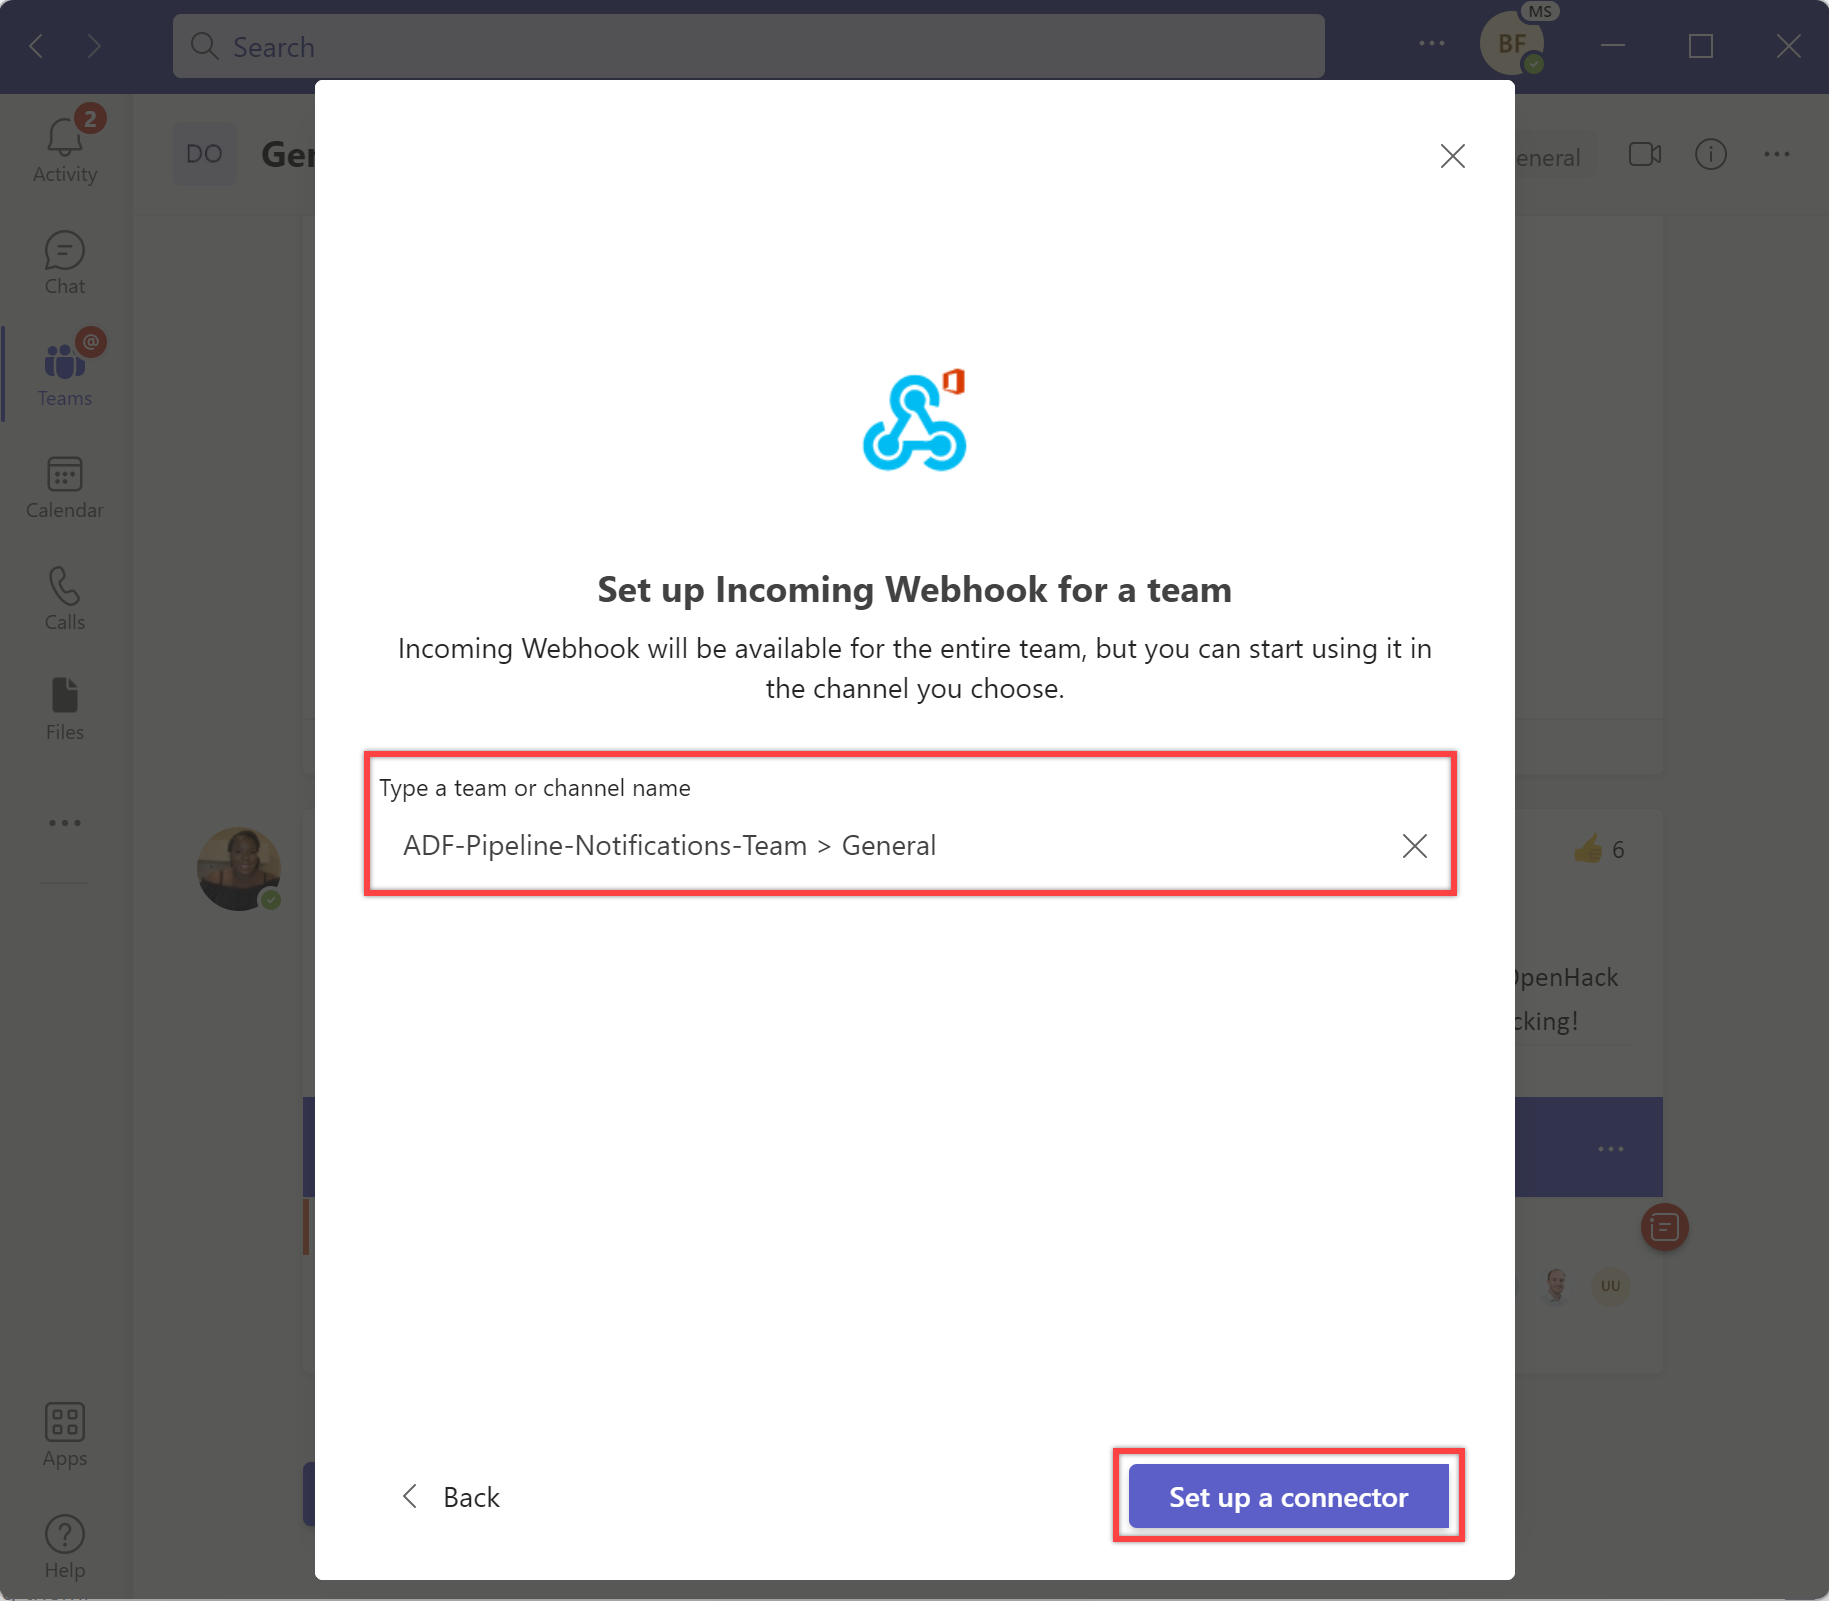 Search
MS
BF
2
Activity
DO
Gen
eneral
Chat
@
Teams
Calendar
Calls
Files
Set up Incoming Webhook for a team
Incoming Webhook will be available for the entire team, but you can start using it in
the channel you choose.
Type a team or channel name
ADF-Pipeline-Notifications-Team > General
6
OpenHack
cking!
UU
Apps
Back
Set up a connector
Help